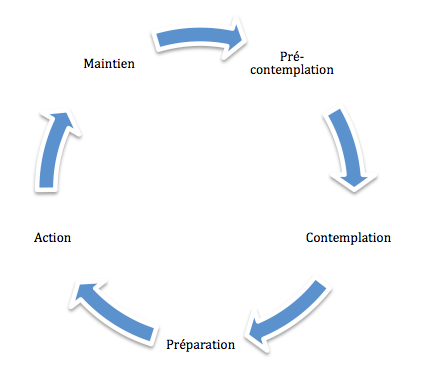 Maintien
Pré-
contemplation
Contemplation
Préparation
Action